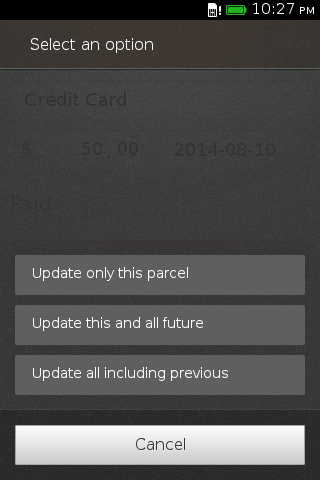 10:27 PM
Select an option
Credit Card
$ 50.00 2014-08-10
Paid
Update only this parcel
Update this and all future
Update all including previous
Cancel